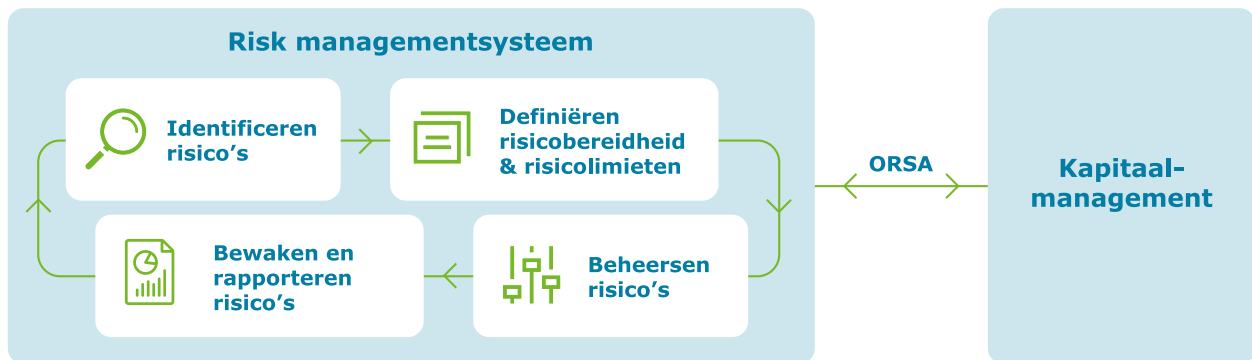 Risk managementsysteem
Identificeren
risico's
Definiëren
risicobereidheid
& risicolimieten
Bewaken en
rapporteren
risico's
Beheersen
risico's
ORSA
Kapitaal-
management